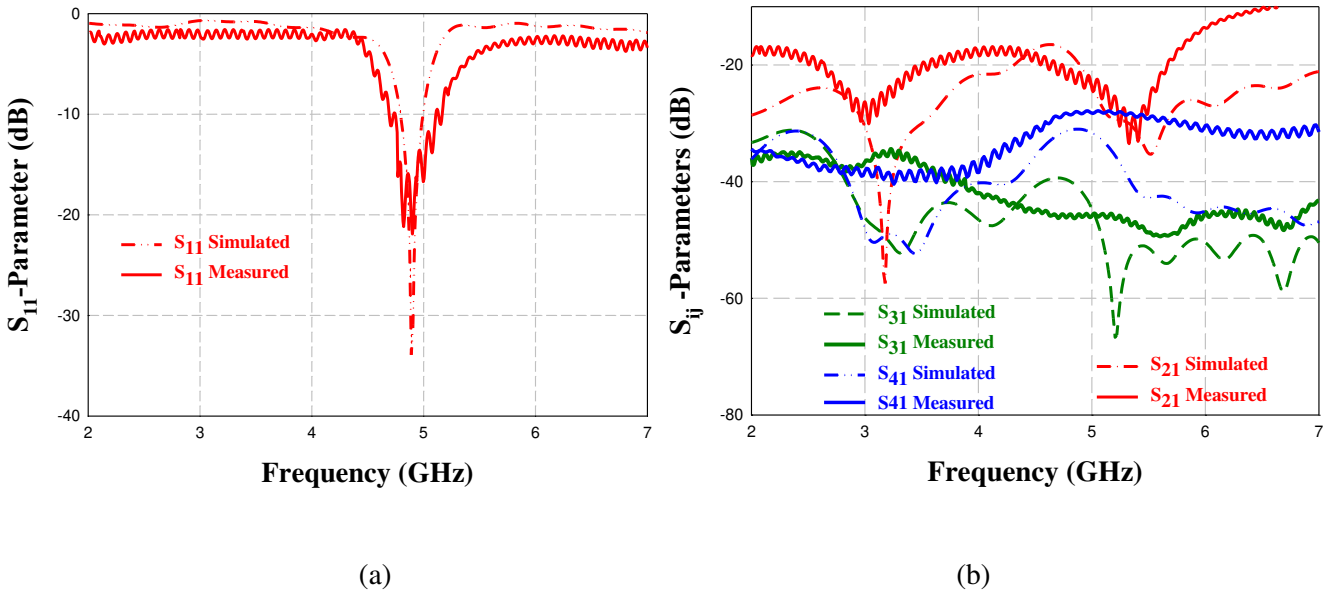 0
-10
-20
-30
-40
2 3 4 5 6 7
S11-Parameter (dB)
Frequency (GHz)
S11 Simulated
S11 Measured
(a)
-20
-40
-60
-80
2 3 4 5 6 7
Sij -Parameters (dB)
Frequency (GHz)
S31 Simulated
S31 Measured
S41 Simulated
S41 Measured
S21 Simulated
S21 Measured
(b)